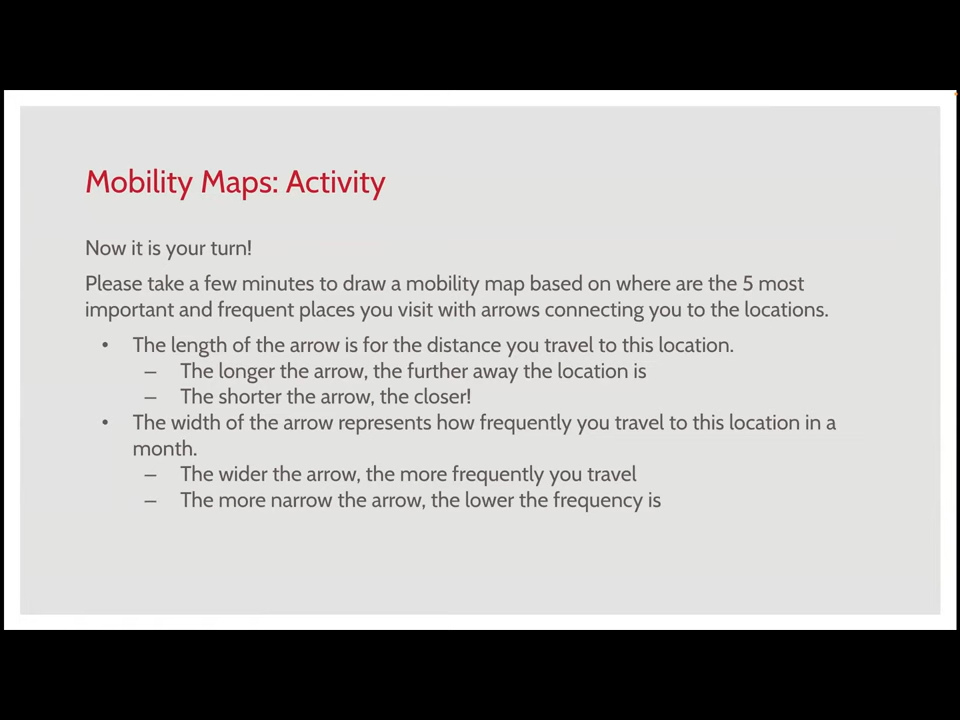 Mobility Maps: Activity
Now it is your turn!
Please take a few minutes to draw a mobility map based on where are the 5 most
important and frequent places you visit with arrows connecting you to the locations.
• The length of the arrow is for the distance you travel to this location.
– The longer the arrow, the further away the location is
– The shorter the arrow, the closer!
• The width of the arrow represents how frequently you travel to this location in a
month.
– The wider the arrow, the more frequently you travel
– The more narrow the arrow, the lower the frequency is